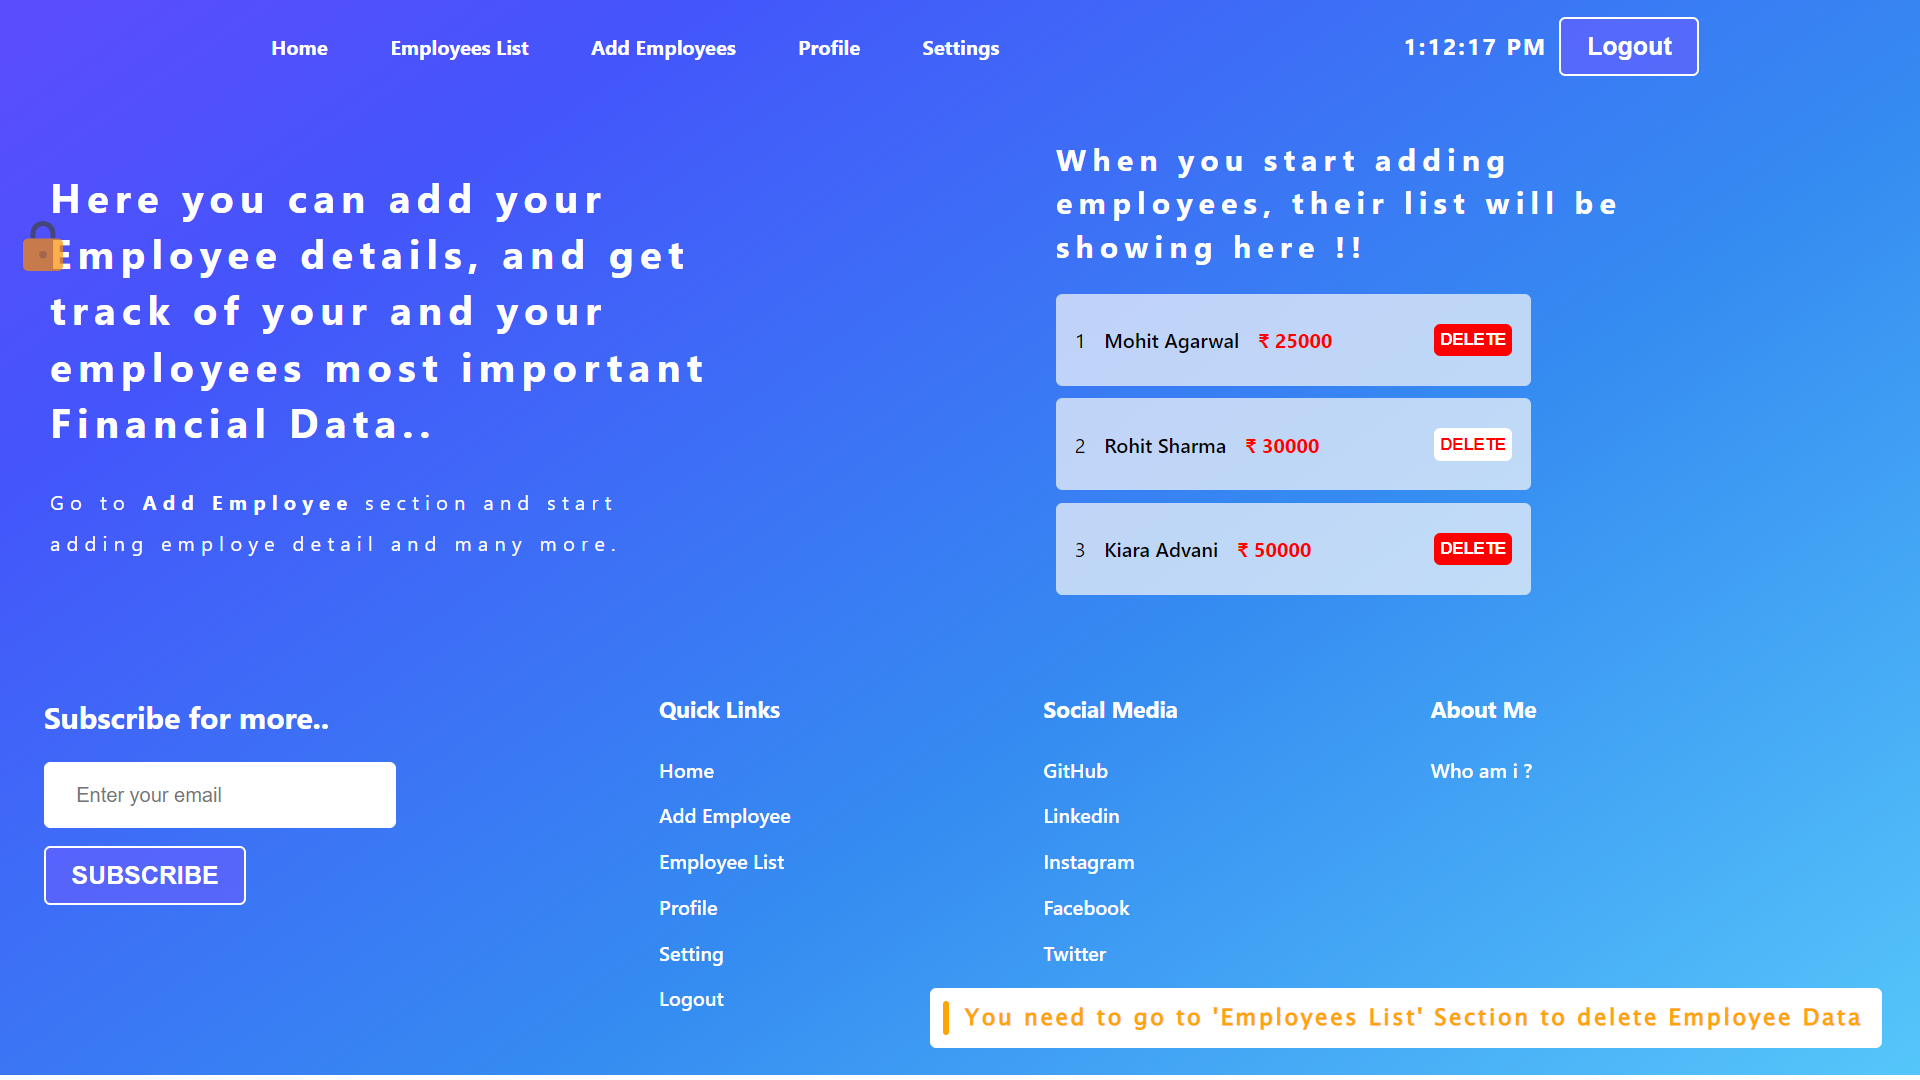 Home Employees List Add Employees Profile Settings 1:12:17 PM Logout
Here you can add your
Employee details, and get
track of your and your
employees most important
Financial Data..
Go to Add Employee section and start
adding employe detail and many more.
When you start adding
employees, their list will be
showing here !!
1 Mohit Agarwal ₹ 25000 DELETE
2 Rohit Sharma ₹ 30000 DELETE
3 Kiara Advani ₹ 50000 DELETE
Subscribe for more..
Enter your email
SUBSCRIBE
Quick Links
Home
Add Employee
Employee List
Profile
Setting
Logout
Social Media
GitHub
Linkedin
Instagram
Facebook
Twitter
About Me
Who am i ?
You need to go to 'Employees List' Section to delete Employee Data